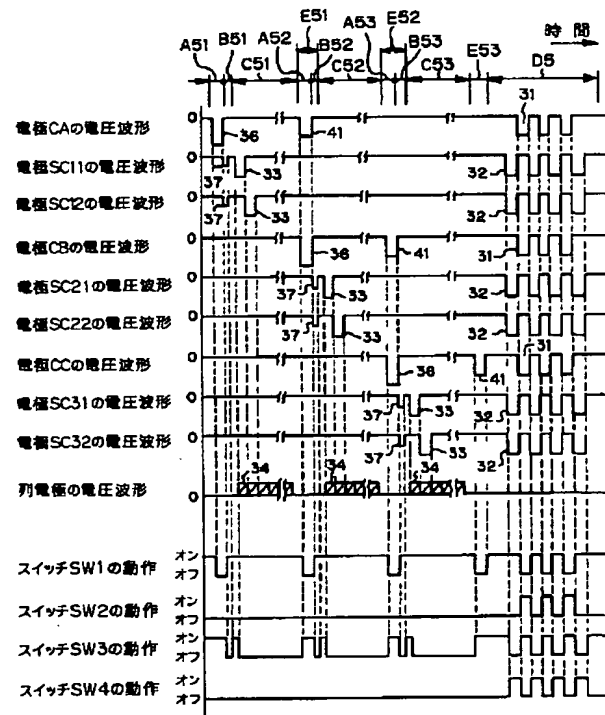 E51 E52
A51 B51 A52 B52 A53 B53 E53 時間
C51 C52 C53 D5
31
電極CAの電圧波形 0 36 41
電極SC11の電圧波形 0 37 33 32
電極SC12の電圧波形 0 37 33 32
電極CBの電圧波形 0 36 41 31
電極SC21の電圧波形 0 37 33 32
電極SC22の電圧波形 0 37 33 32
電極CCの電圧波形 0 36 41 31
電極SC31の電圧波形 0 37 33 32
電極SC32の電圧波形 0 37 33 32
列電極の電圧波形 0 34 34 34
スイッチSW1の動作 オン オフ
スイッチSW2の動作 オン オフ
スイッチSW3の動作 オン オフ
スイッチSW4の動作 オン オフ